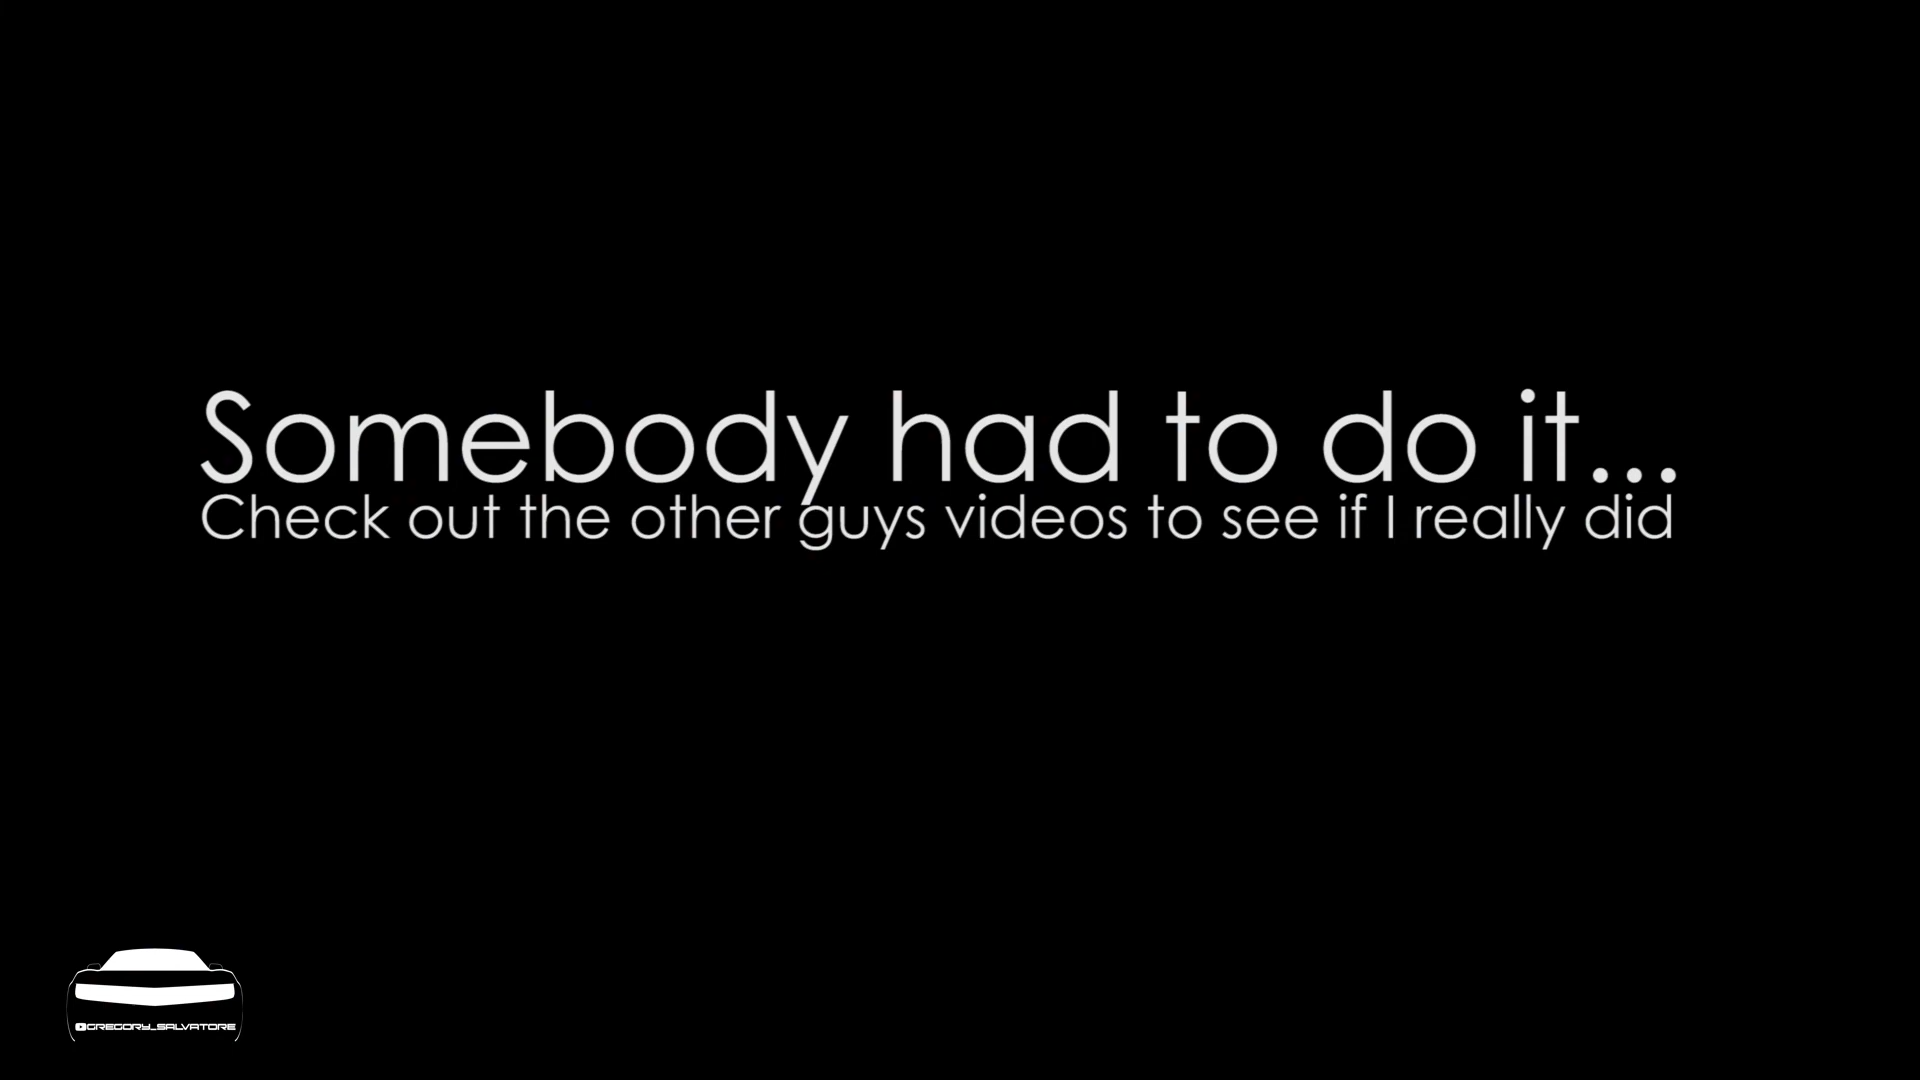 Somebody had to do it...
Check out the other guys videos to see if I really did
GREGORY_SALVATORE